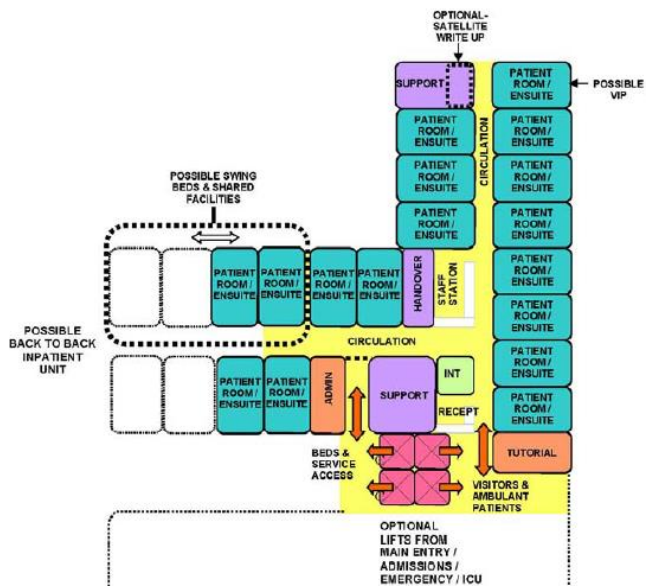 OPTIONAL-
SATELLITE
WRITE UP
SUPPORT
PATIENT
ROOM /
ENSUITE
POSSIBLE
VIP
PATIENT
ROOM /
ENSUITE
CIRCULATION
PATIENT
ROOM /
ENSUITE
PATIENT
ROOM /
ENSUITE
PATIENT
ROOM /
ENSUITE
POSSIBLE SWING
BEDS & SHARED
FACILITIES
PATIENT
ROOM /
ENSUITE
PATIENT
ROOM /
ENSUITE
PATIENT
ROOM /
ENSUITE
PATIENT
ROOM /
ENSUITE
PATIENT
ROOM /
ENSUITE
PATIENT
ROOM /
ENSUITE
HANDOVER
STAFF
STATION
PATIENT
ROOM /
ENSUITE
PATIENT
ROOM /
ENSUITE
POSSIBLE
BACK TO BACK
INPATIENT
UNIT
CIRCULATION
PATIENT
ROOM /
ENSUITE
PATIENT
ROOM /
ENSUITE
PATIENT
ROOM /
ENSUITE
ADMIN
SUPPORT
INT
RECEPT
PATIENT
ROOM /
ENSUITE
BEDS &
SERVICE
ACCESS
TUTORIAL
VISITORS &
AMBULANT
PATIENTS
OPTIONAL
LIFTS FROM
MAIN ENTRY /
ADMISSIONS /
EMERGENCY / ICU